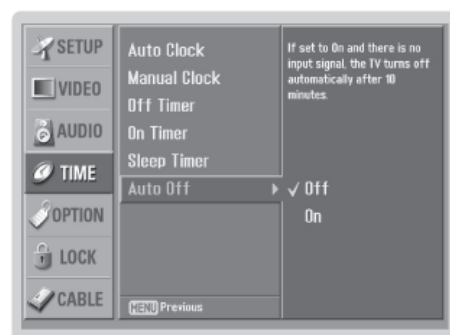 SETUP
VIDEO
AUDIO
TIME
OPTION
LOCK
CABLE
Auto Clock
Manual Clock
Off Timer
On Timer
Sleep Timer
Auto Off
MENU Previous
If set to On and there is no
input signal, the TV turns off
automatically after 10
minutes.
Off
On